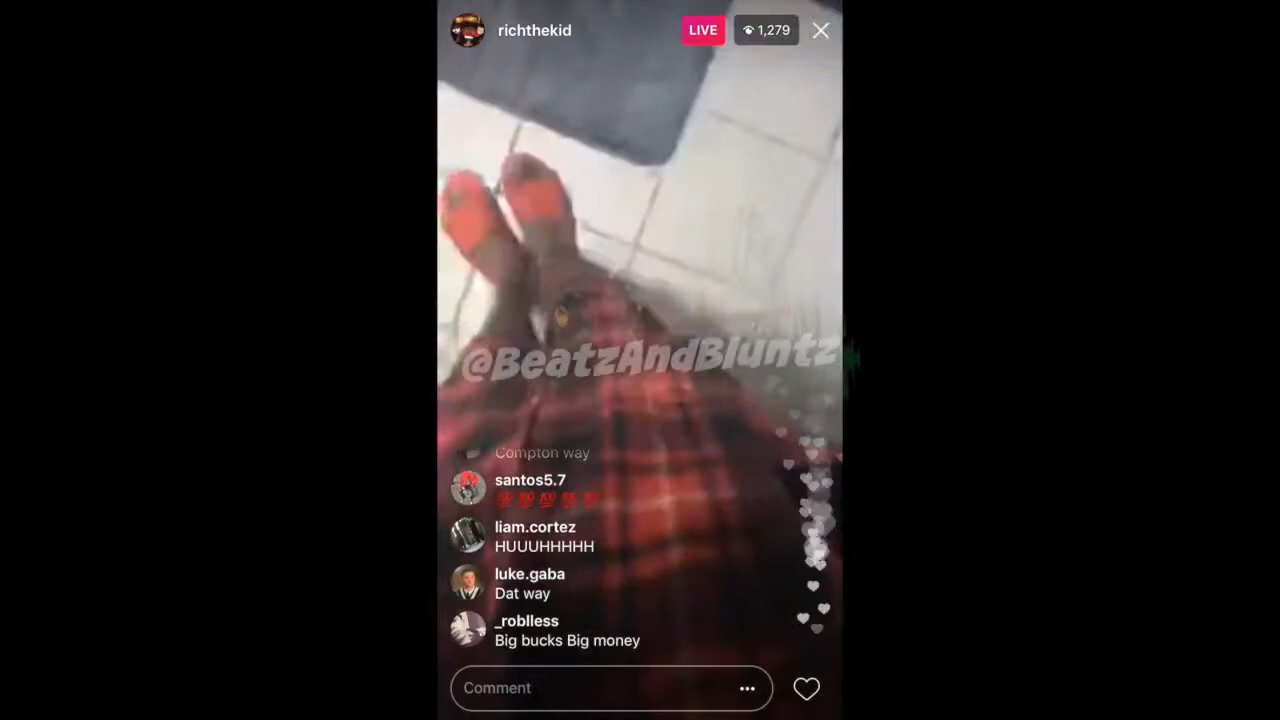 richthekid
LIVE
1,279
@BeatzAndBluntz
Compton way
santos5.7
💯💯💯💯💯
liam.cortez
HUUUHHHHH
luke.gaba
Dat way
_roblless
Big bucks Big money
Comment